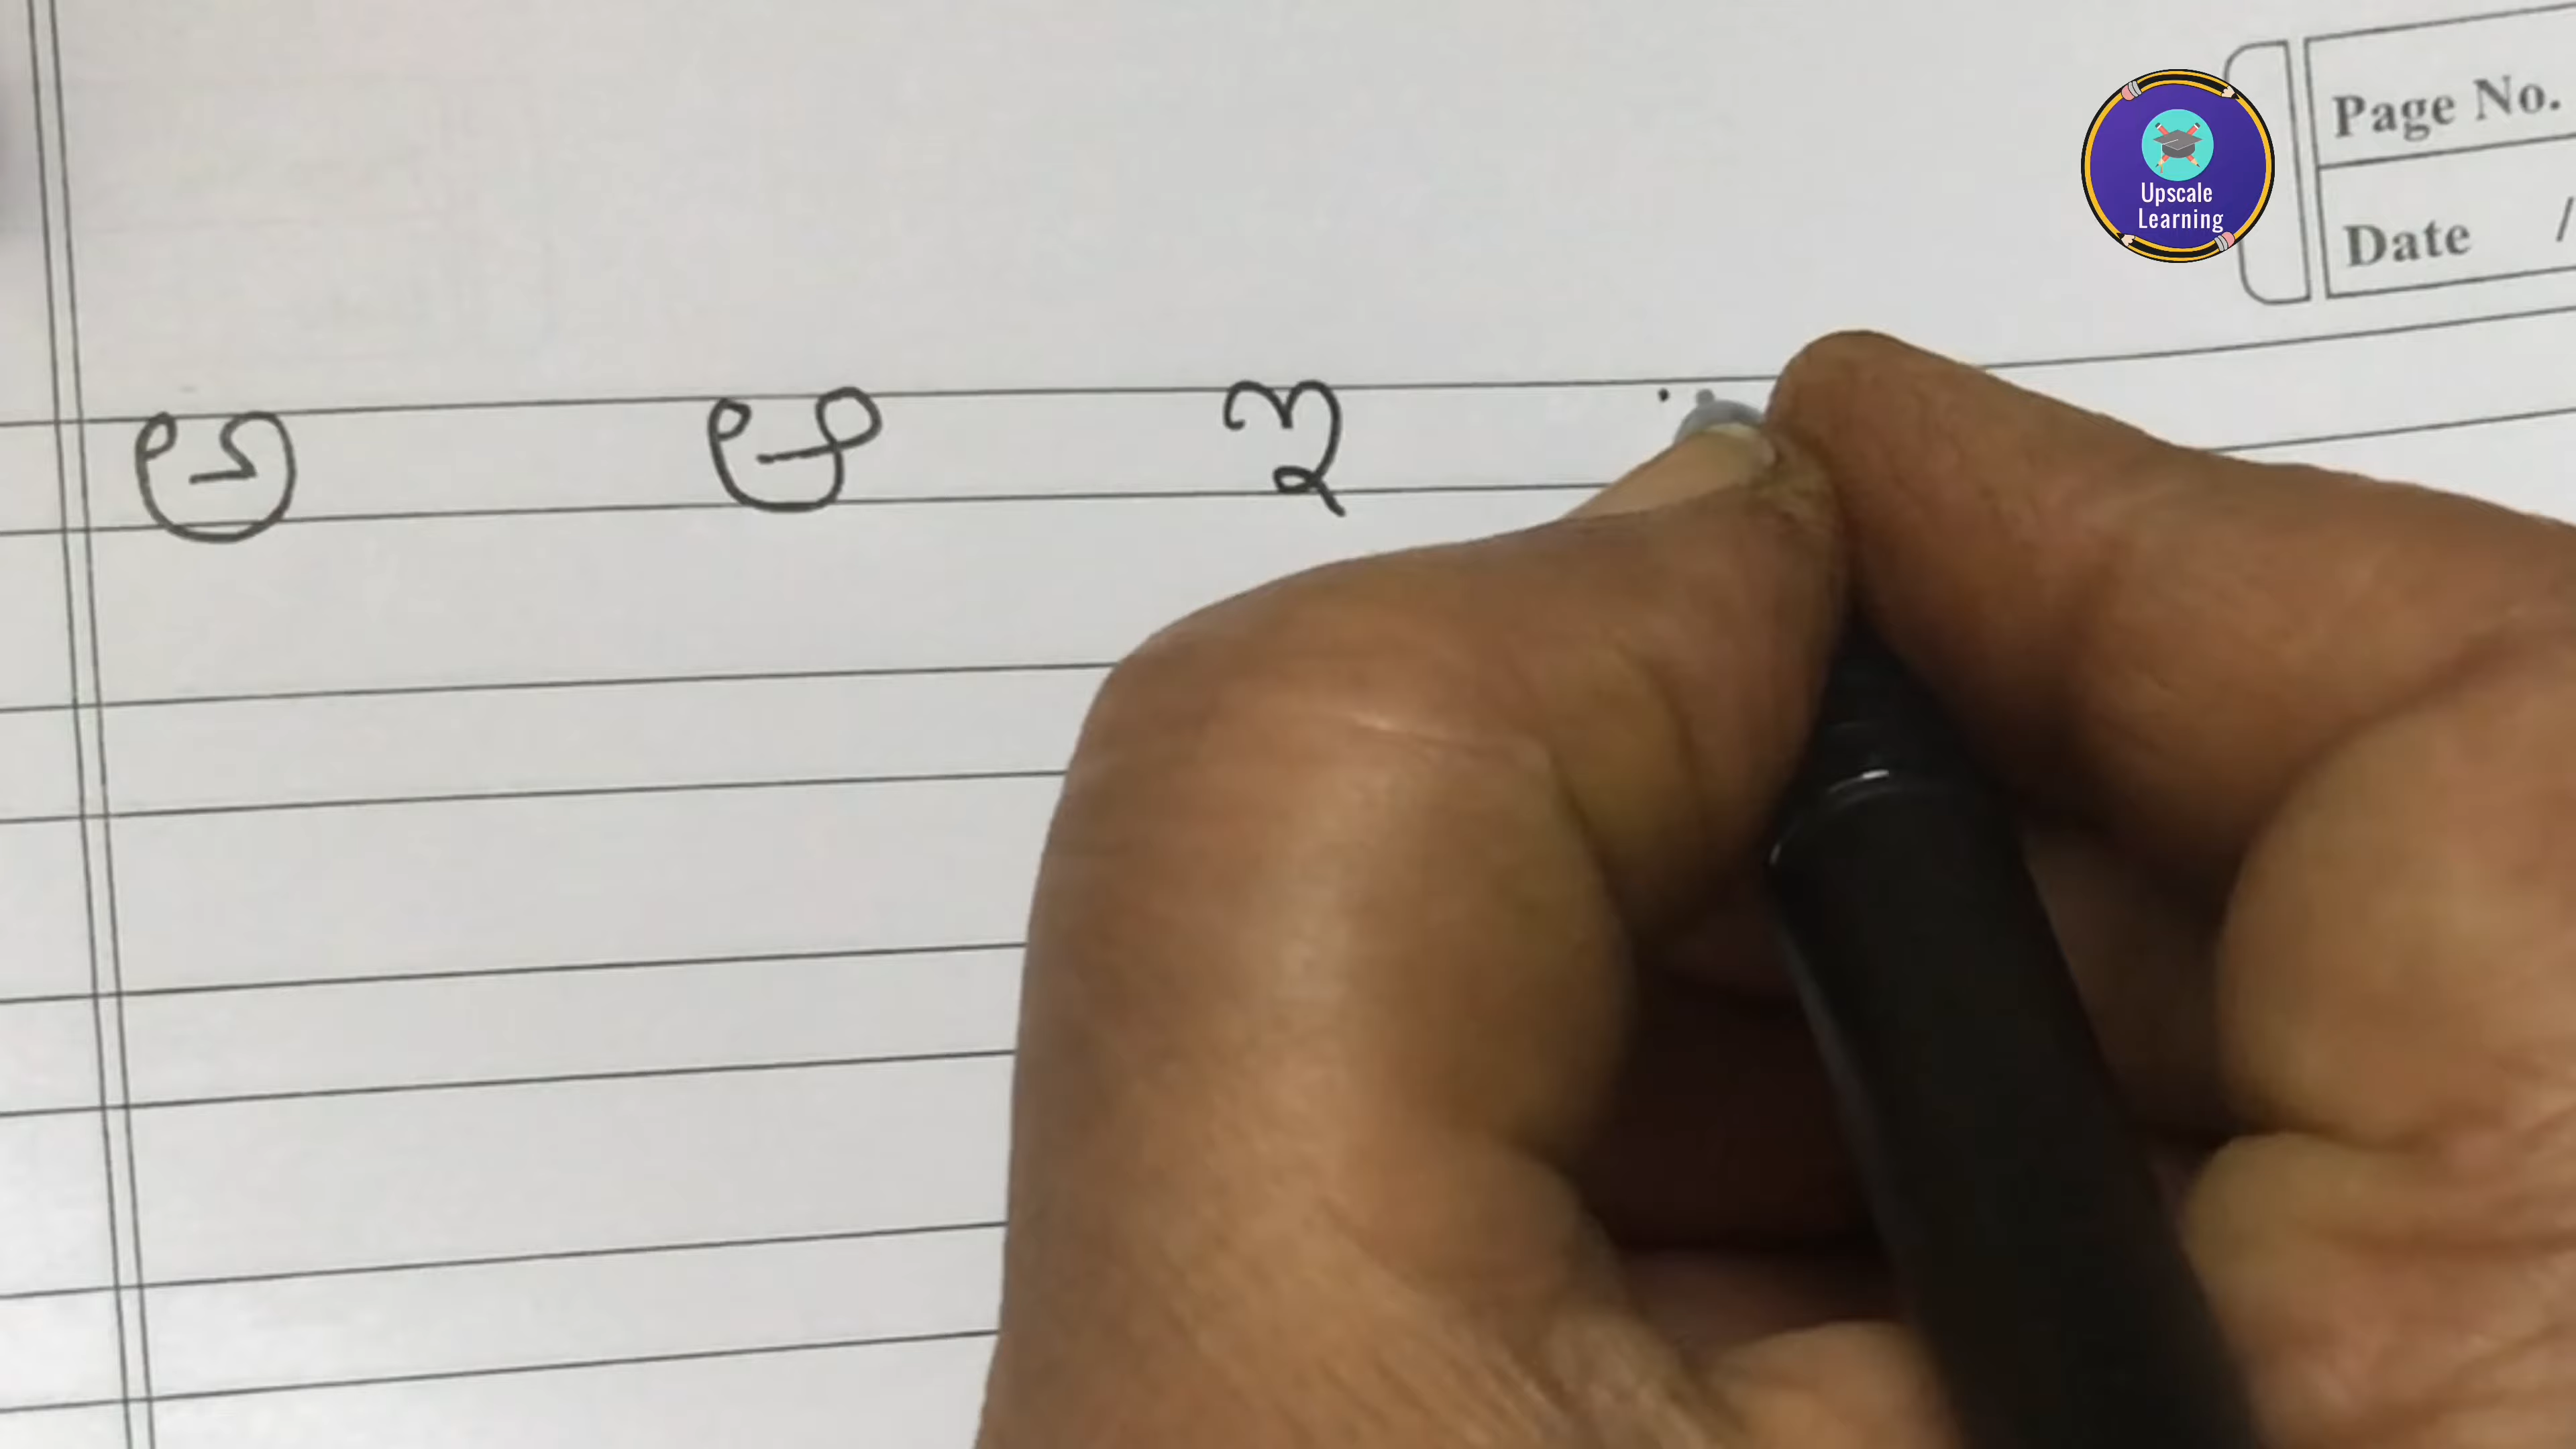 Page No.
Upscale
Learning
Date /
ಅ ಆ ಇ